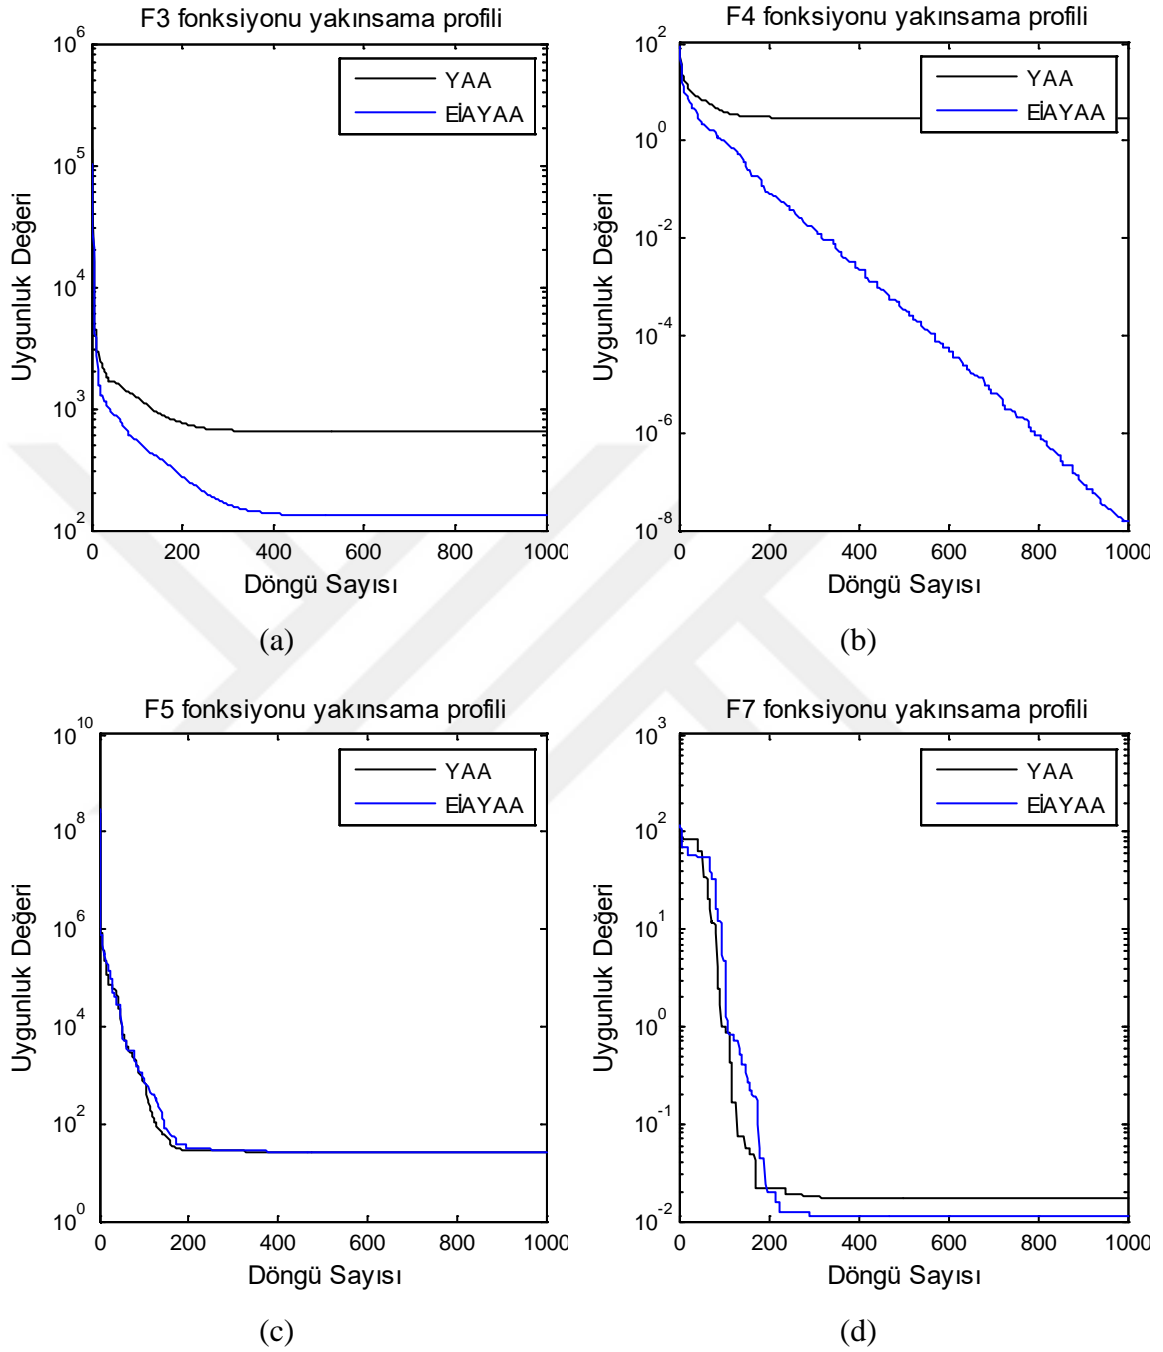 F3 fonksiyonu yakınsama profili
10^6
10^5
10^4
10^3
10^2
Uygunluk Değeri
YAA
EİAYAA
0 200 400 600 800 1000
Döngü Sayısı
(a)
F4 fonksiyonu yakınsama profili
10^2
10^0
10^-2
10^-4
10^-6
10^-8
Uygunluk Değeri
YAA
EİAYAA
0 200 400 600 800 1000
Döngü Sayısı
(b)
F5 fonksiyonu yakınsama profili
10^10
10^8
10^6
10^4
10^2
10^0
Uygunluk Değeri
YAA
EİAYAA
0 200 400 600 800 1000
Döngü Sayısı
(c)
F7 fonksiyonu yakınsama profili
10^3
10^2
10^1
10^0
10^-1
10^-2
Uygunluk Değeri
YAA
EİAYAA
0 200 400 600 800 1000
Döngü Sayısı
(d)